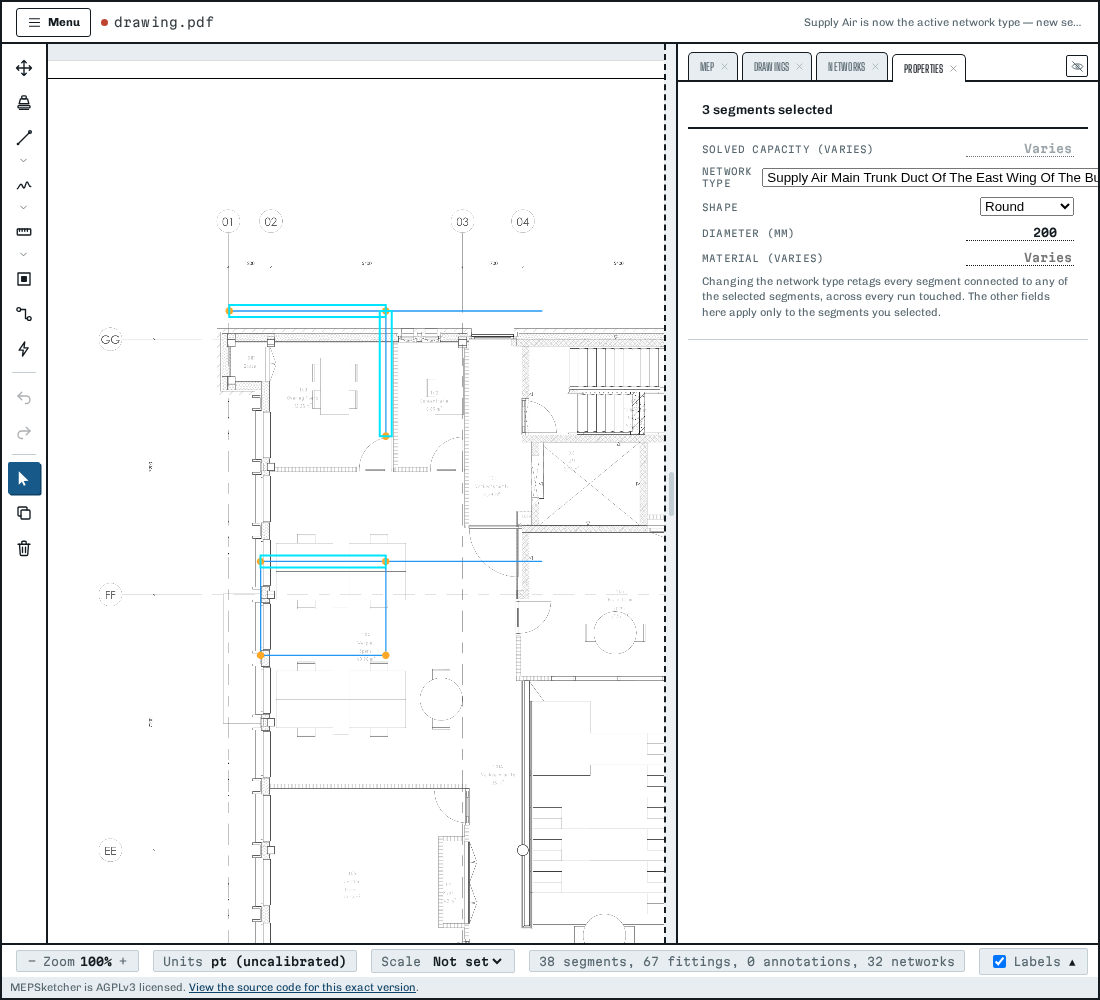 Menu
drawing.pdf
Supply Air is now the active network type — new se...
MEP
DRAWINGS
NETWORKS
PROPERTIES
3 segments selected
SOLVED CAPACITY (VARIES) Varies
NETWORK TYPE Supply Air Main Trunk Duct Of The East Wing Of The Bu
SHAPE Round
DIAMETER (MM) 200
MATERIAL (VARIES) Varies
Changing the network type retags every segment connected to any of
the selected segments, across every run touched. The other fields
here apply only to the segments you selected.
01 02 03 04
GG
FF
EE
− Zoom 100% +
Units pt (uncalibrated)
Scale Not set
38 segments, 67 fittings, 0 annotations, 32 networks
Labels ▲
MEPSketcher is AGPLv3 licensed. View the source code for this exact version.